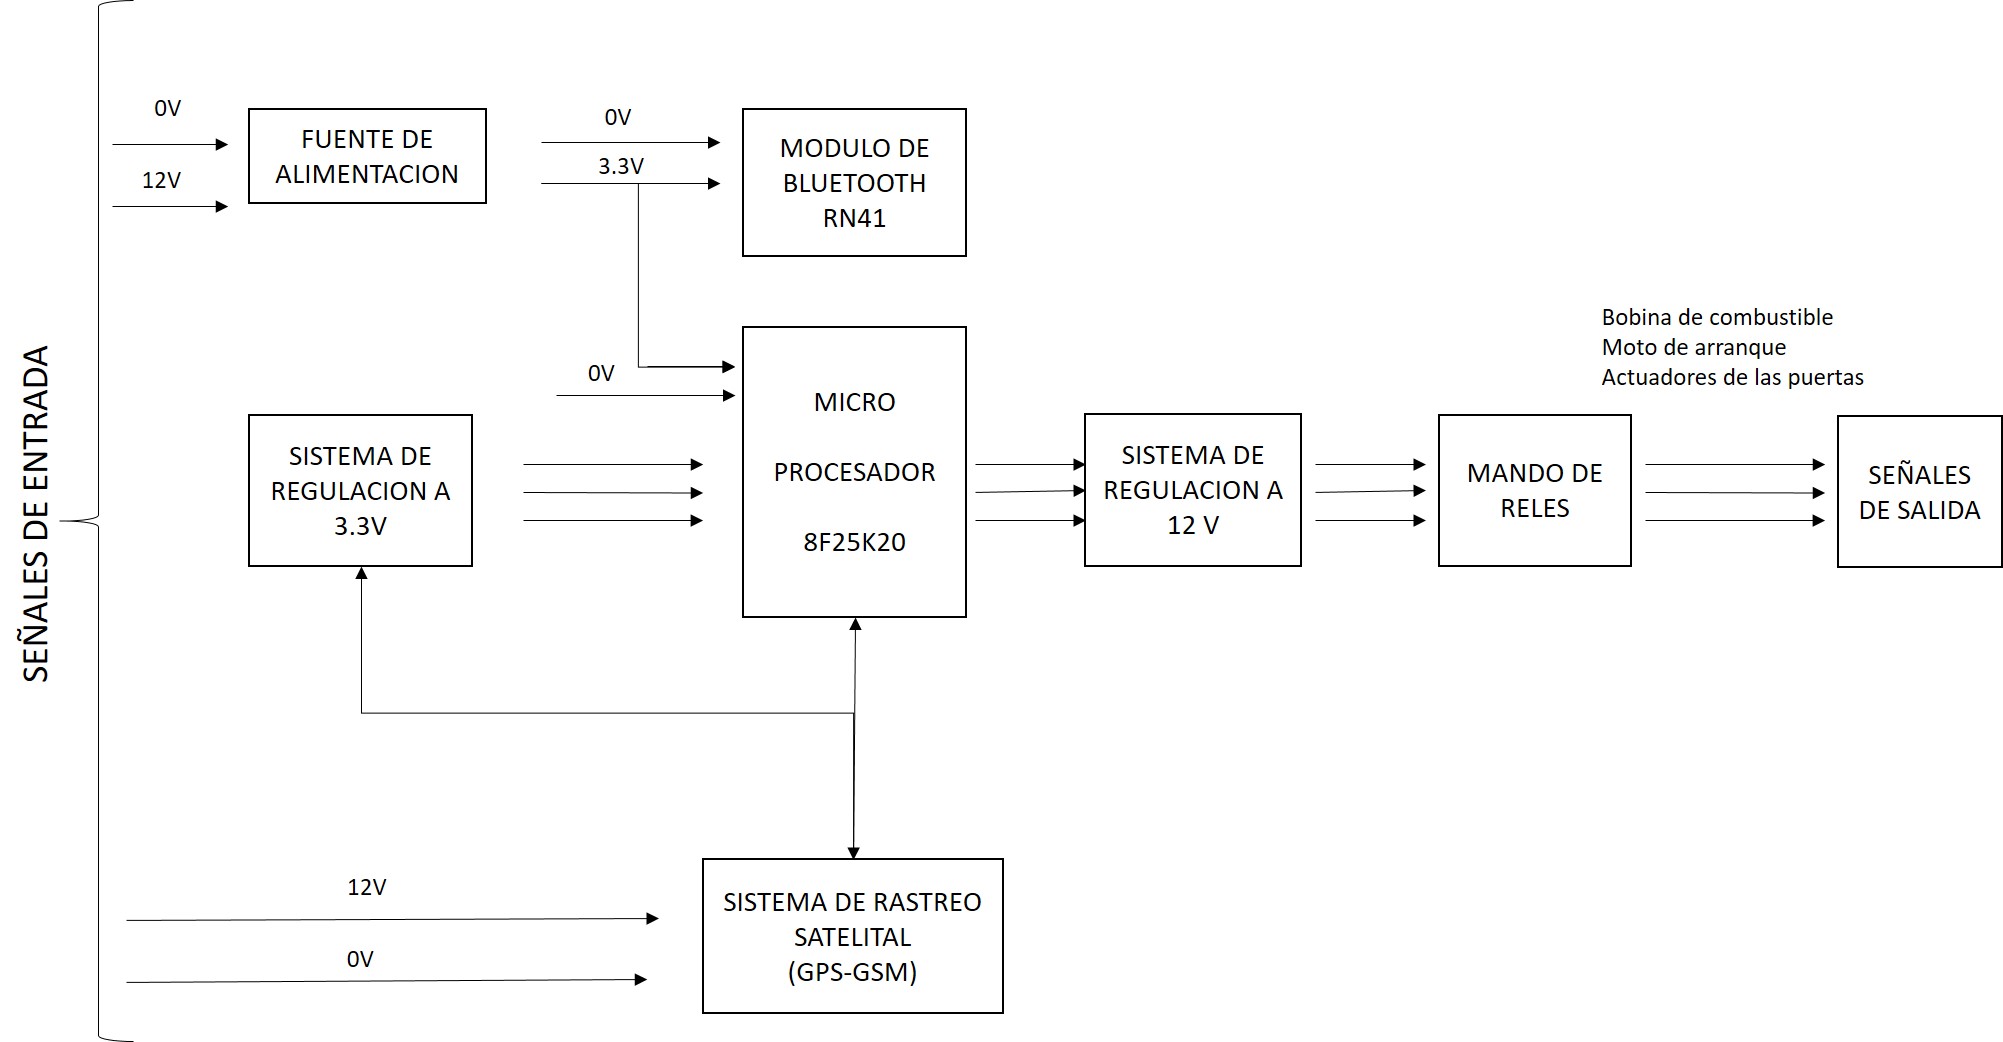 SEÑALES DE ENTRADA
0V
12V
FUENTE DE
ALIMENTACION
0V
3.3V
MODULO DE
BLUETOOTH
RN41
0V
SISTEMA DE
REGULACION A
3.3V
MICRO
PROCESADOR
8F25K20
SISTEMA DE
REGULACION A
12 V
MANDO DE
RELES
Bobina de combustible
Moto de arranque
Actuadores de las puertas
SEÑALES
DE SALIDA
12V
0V
SISTEMA DE RASTREO
SATELITAL
(GPS-GSM)